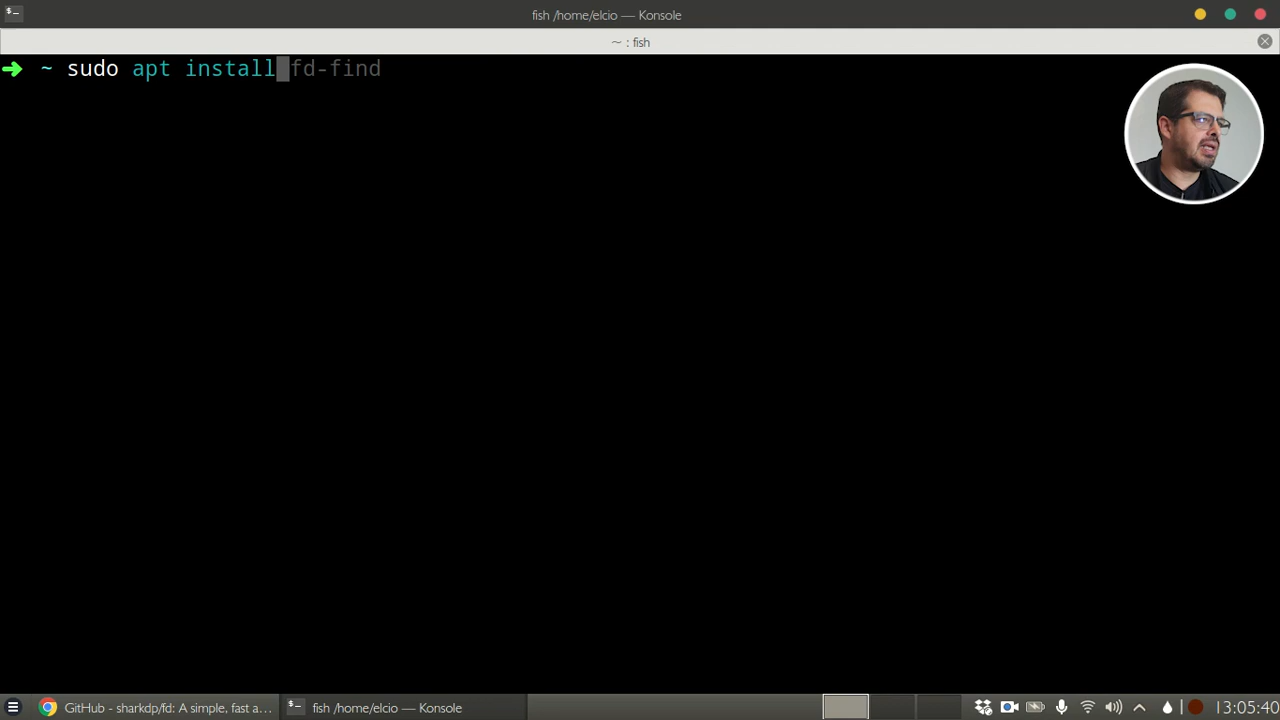 fish /home/elcio — Konsole
~ : fish
~ sudo apt install fd-find
GitHub - sharkdp/fd: A simple, fast a...
fish /home/elcio — Konsole
13:05:40